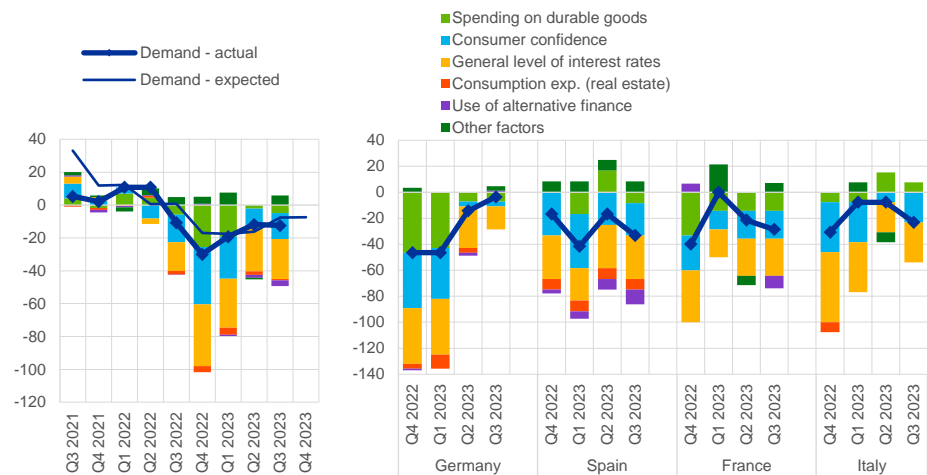 Spending on durable goods
Demand - actual
Consumer confidence
General level of interest rates
Demand - expected
Consumption exp. (real estate)
Use of alternative finance
Other factors
40
20
0
-20
-40
-60
-80
-100
-120
Q3 2021
Q4 2021
Q1 2022
Q2 2022
Q3 2022
Q4 2022
Q1 2023
Q2 2023
Q3 2023
Q4 2023
40
20
0
-20
-40
-60
-80
-100
-120
-140
Q4 2022
Q1 2023
Q2 2023
Q3 2023
Q4 2022
Q1 2023
Q2 2023
Q3 2023
Q4 2022
Q1 2023
Q2 2023
Q3 2023
Q4 2022
Q1 2023
Q2 2023
Q3 2023
Germany Spain France Italy